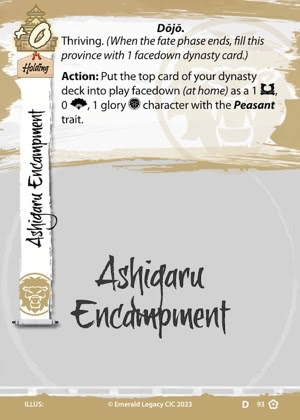 +0
Holding
Dōjō.
Thriving. (When the fate phase ends, fill this
province with 1 facedown dynasty card.)
Action: Put the top card of your dynasty
deck into play facedown (at home) as a 1 ,
0 , 1 glory character with the Peasant
trait.
Ashigaru Encampment
Ashigaru
Encampment
ILLUS:
© Emerald Legacy CIC 2023
D 93